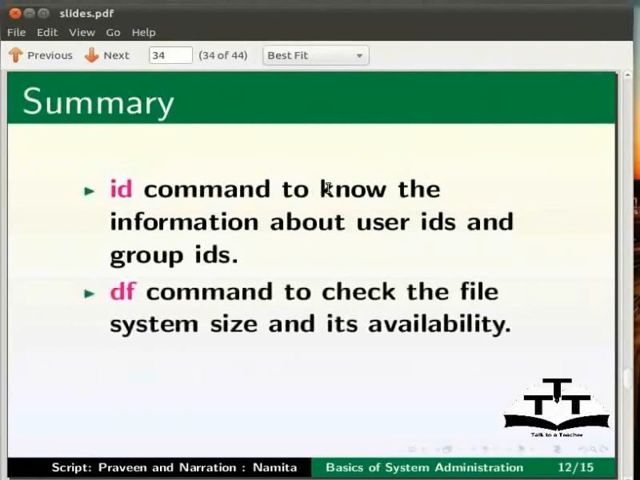 slides.pdf
File Edit View Go Help
Previous Next 34 (34 of 44) Best Fit
Summary
id command to know the
information about user ids and
group ids.
df command to check the file
system size and its availability.
TTT
Talk to a Teacher
Script: Praveen and Narration : Namita Basics of System Administration 12/15